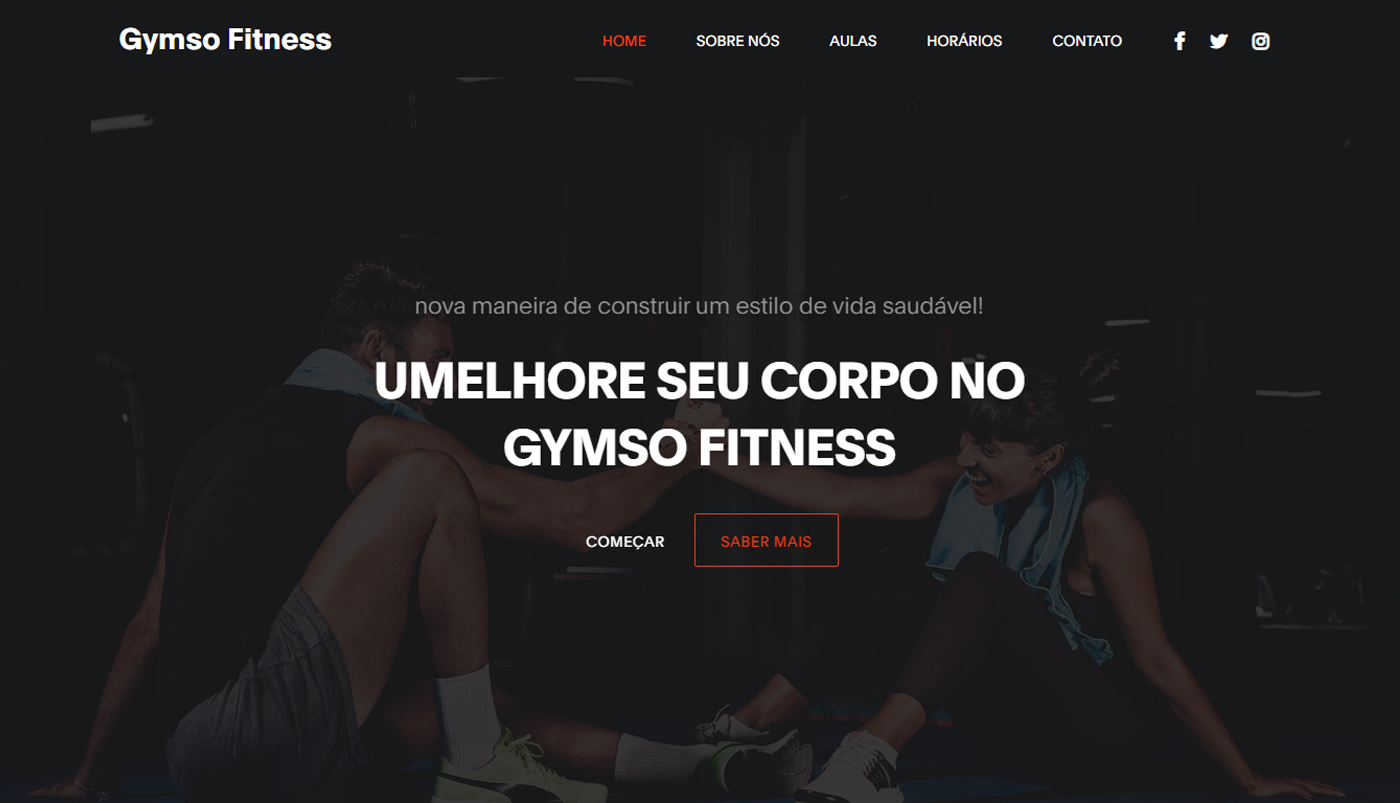 Gymso Fitness
HOME SOBRE NÓS AULAS HORÁRIOS CONTATO
nova maneira de construir um estilo de vida saudável!
UMELHORE SEU CORPO NO
GYMSO FITNESS
COMEÇAR SABER MAIS